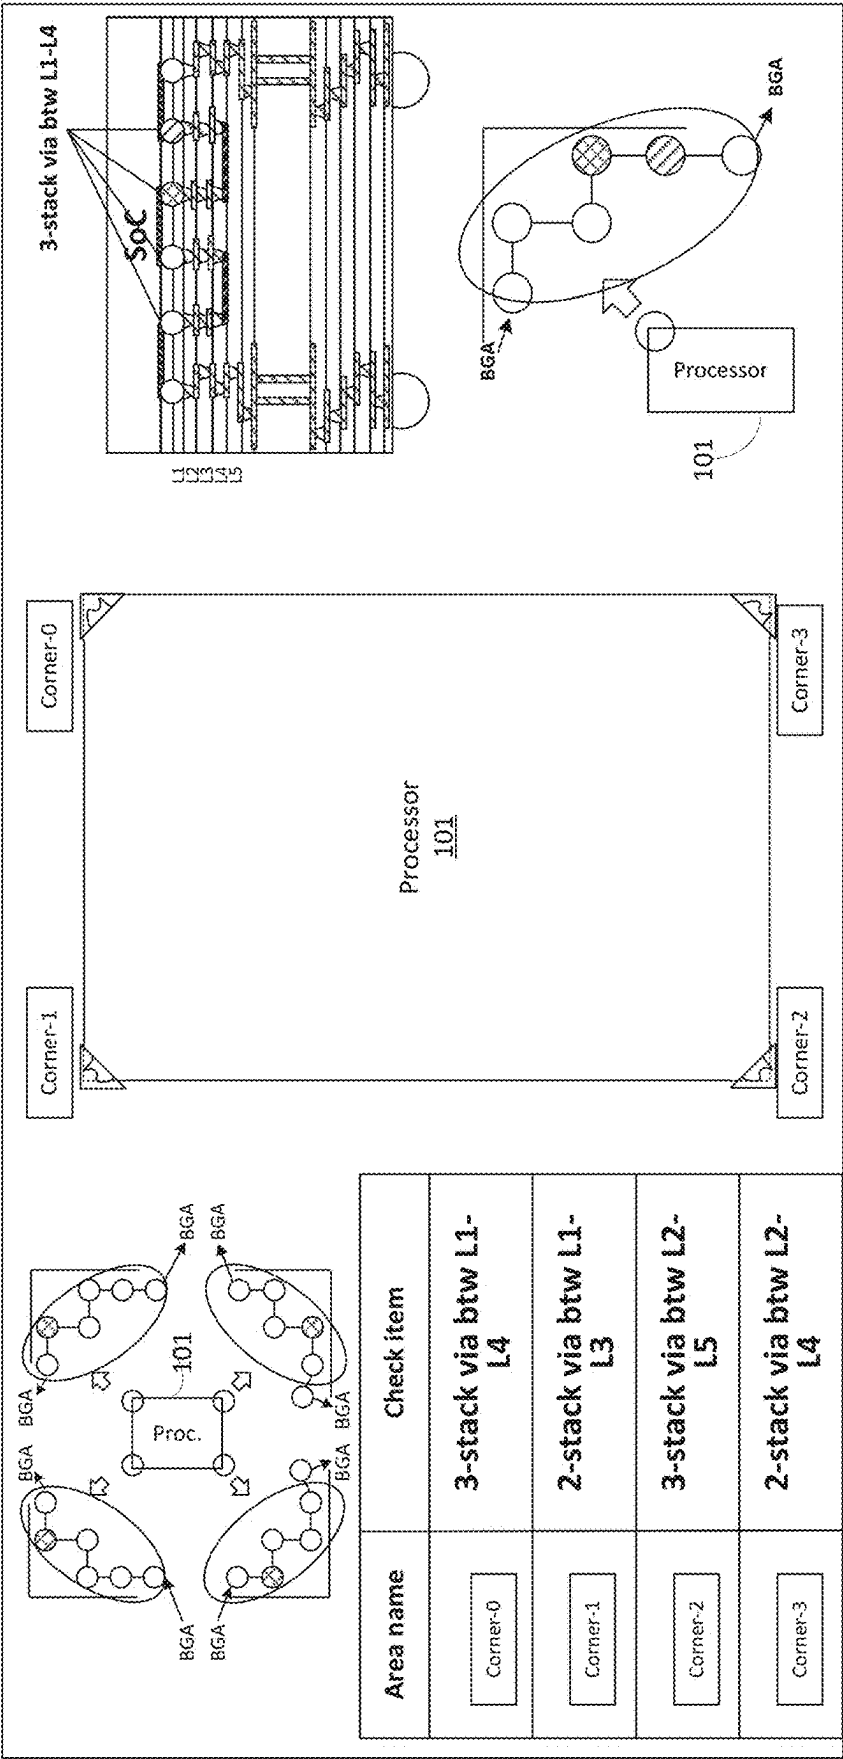 BGA
BGA
Proc.
101
BGA
BGA
BGA
BGA
BGA
BGA
Area name
Check item
Corner-0
3-stack via btw L1-
L4
Corner-1
2-stack via btw L1-
L3
Corner-2
3-stack via btw L2-
L5
Corner-3
2-stack via btw L2-
L4
Corner-1
Corner-0
Processor
101
Corner-2
Corner-3
3-stack via btw L1-L4
SoC
L1
L2
L3
L4
L5
BGA
Processor
101
BGA